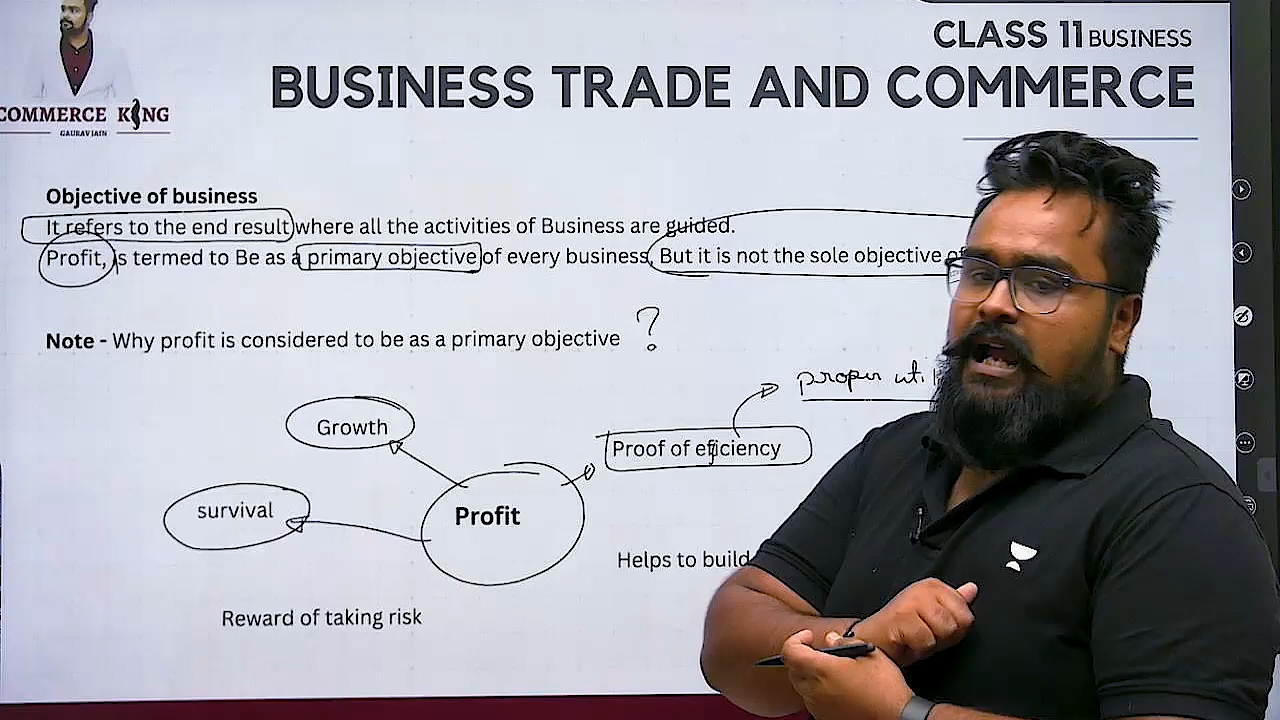 CLASS 11 BUSINESS
BUSINESS TRADE AND COMMERCE
COMMERCE KING
GAURAV JAIN
Objective of business
It refers to the end result where all the activities of Business are guided.
Profit, is termed to Be as a primary objective of every business, But it is not the sole objective of
Note - Why profit is considered to be as a primary objective ?
proper
Growth
Proof of eficiency
survival
Profit
Helps to build
Reward of taking risk